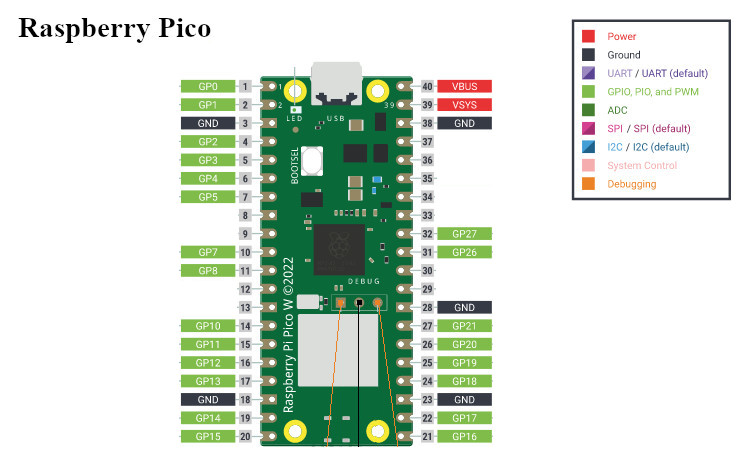 Raspberry Pico
Power
Ground
UART / UART (default)
GPIO, PIO, and PWM
ADC
SPI / SPI (default)
I2C / I2C (default)
System Control
Debugging
GP0 1 1 40 VBUS
GP1 2 2 39 39 VSYS
GND 3 LED USB 38 GND
GP2 4 37
GP3 5 BOOTSEL 36
GP4 6 35
GP5 7 34
8 33
9 32 GP27
GP7 10 31 GP26
GP8 11 30
DEBUG
12 29
13 28 GND
GP10 14 27 GP21
GP11 15 26 GP20
GP12 16 25 GP19
GP13 17 24 GP18
GND 18 23 GND
GP14 19 22 GP17
GP15 20 21 GP16
Raspberry Pi Pico W ©2022